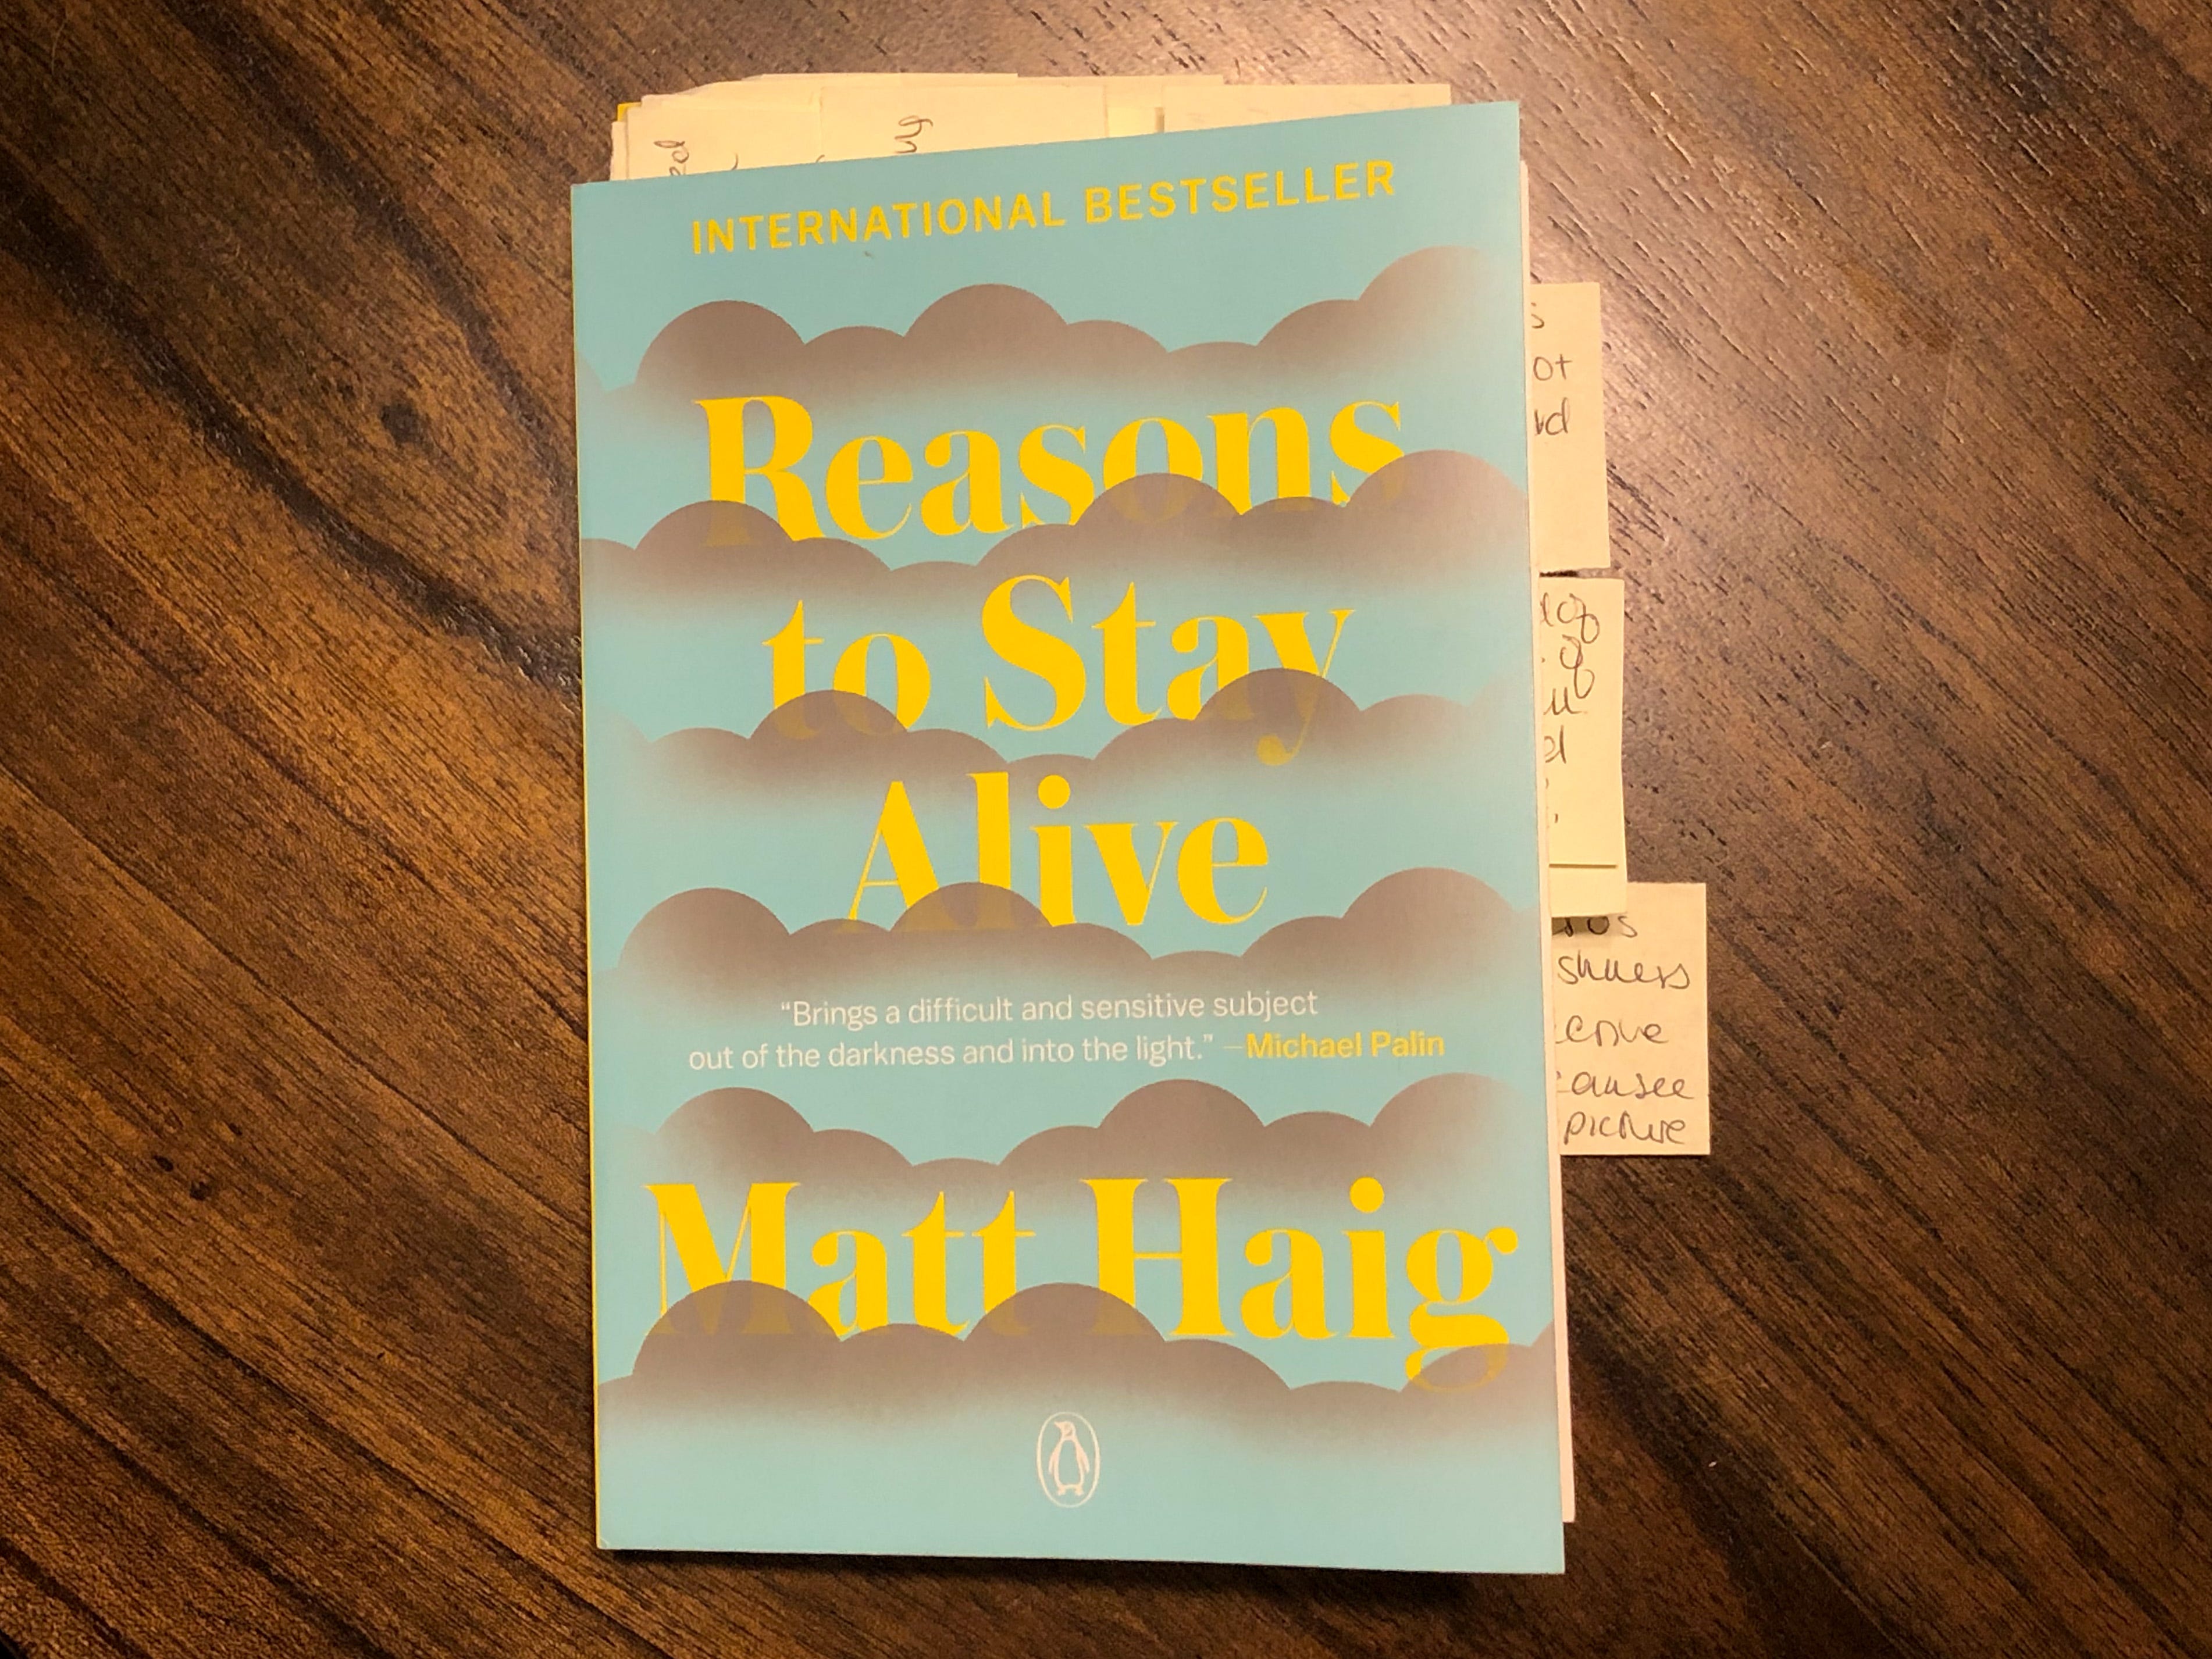 INTERNATIONAL BESTSELLER
Reasons
to Stay
Alive
“Brings a difficult and sensitive subject
out of the darkness and into the light.” —Michael Palin
Matt Haig
ot
picture